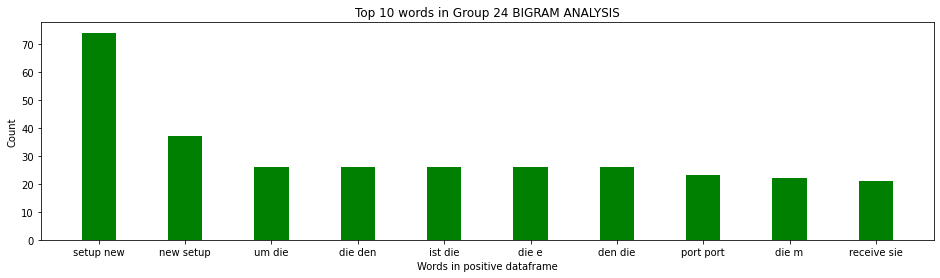 Top 10 words in Group 24 BIGRAM ANALYSIS
Count
70
60
50
40
30
20
10
0
setup new new setup um die die den ist die die e den die port port die m receive sie
Words in positive dataframe